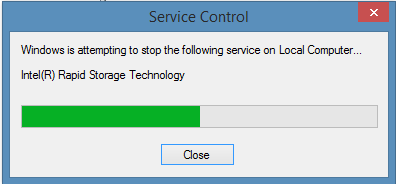 Service Control
Windows is attempting to stop the following service on Local Computer...
Intel(R) Rapid Storage Technology
Close